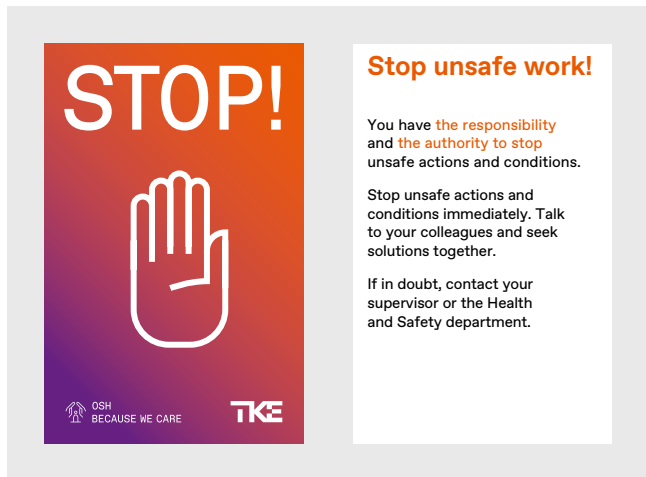 STOP!
OSH
BECAUSE WE CARE
TKE
Stop unsafe work!
You have the responsibility
and the authority to stop
unsafe actions and conditions.
Stop unsafe actions and
conditions immediately. Talk
to your colleagues and seek
solutions together.
If in doubt, contact your
supervisor or the Health
and Safety department.